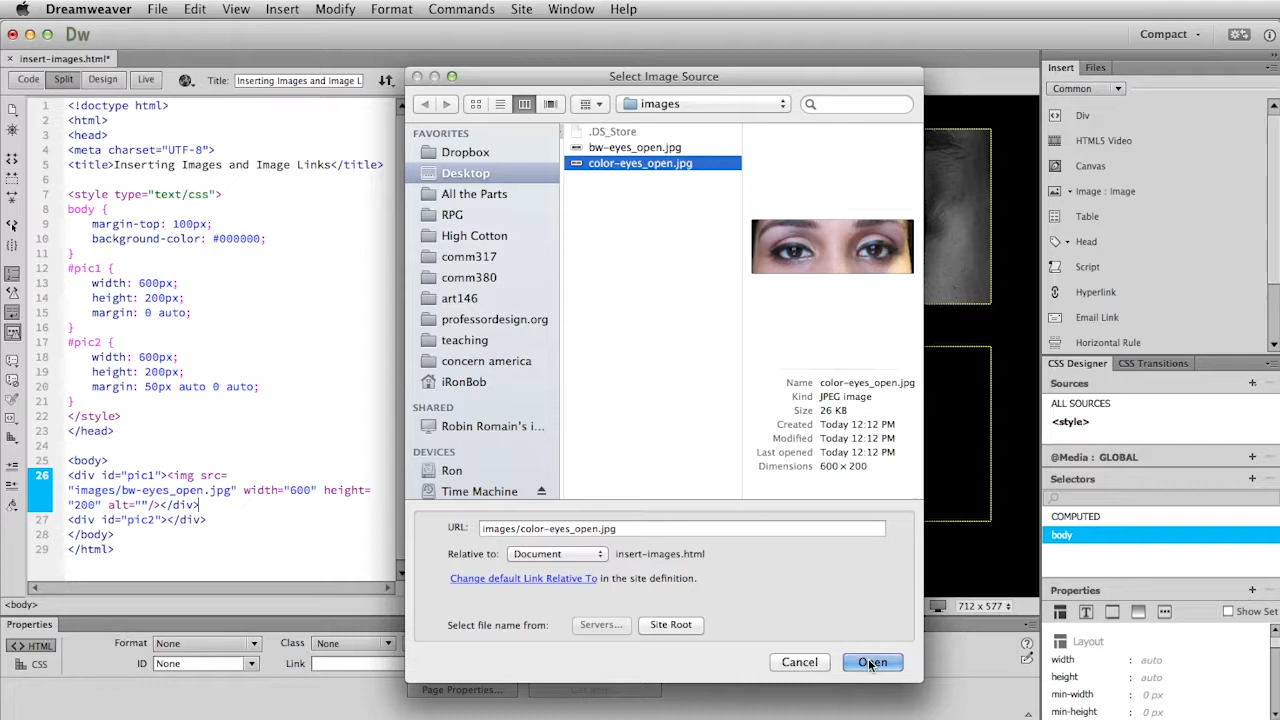 Dreamweaver File Edit View Insert Modify Format Commands Site Window Help
Dw
Compact
insert-images.html*
Code Split Design Live Title: Inserting Images and Image L
1 <!doctype html>
2 <html>
3 <head>
4 <meta charset="UTF-8">
5 <title>Inserting Images and Image Links</title>
6
7 <style type="text/css">
8 body {
9 margin-top: 100px;
10 background-color: #000000;
11 }
12 #pic1 {
13 width: 600px;
14 height: 200px;
15 margin: 0 auto;
16 }
17 #pic2 {
18 width: 600px;
19 height: 200px;
20 margin: 50px auto 0 auto;
21 }
22 </style>
23 </head>
24
25 <body>
26 <div id="pic1"><img src=
"images/bw-eyes_open.jpg" width="600" height=
"200" alt=""/></div>
27 <div id="pic2"></div>
28 </body>
29 </html>
<body>
Properties
HTML
CSS
Format None
Class None
ID None
Link
Page Properties...
Select Image Source
images
FAVORITES
Dropbox
Desktop
All the Parts
RPG
High Cotton
comm317
comm380
art146
professordesign.org
teaching
concern america
iRonBob
SHARED
Robin Romain's i...
DEVICES
Ron
Time Machine
.DS_Store
bw-eyes_open.jpg
color-eyes_open.jpg
Name color-eyes_open.jpg
Kind JPEG image
Size 26 KB
Created Today 12:12 PM
Modified Today 12:12 PM
Last opened Today 12:12 PM
Dimensions 600 × 200
URL: images/color-eyes_open.jpg
Relative to: Document insert-images.html
Change default Link Relative To in the site definition.
Select file name from: Servers... Site Root
Cancel Open
712 x 577
Insert Files
Common
Div
HTML5 Video
Canvas
Image : Image
Table
Head
Script
Hyperlink
Email Link
Horizontal Rule
CSS Designer CSS Transitions
Sources
ALL SOURCES
<style>
@Media : GLOBAL
Selectors
COMPUTED
body
Properties
Show Set
Layout
width : auto
height : auto
min-width : 0 px
min-height : 0 px